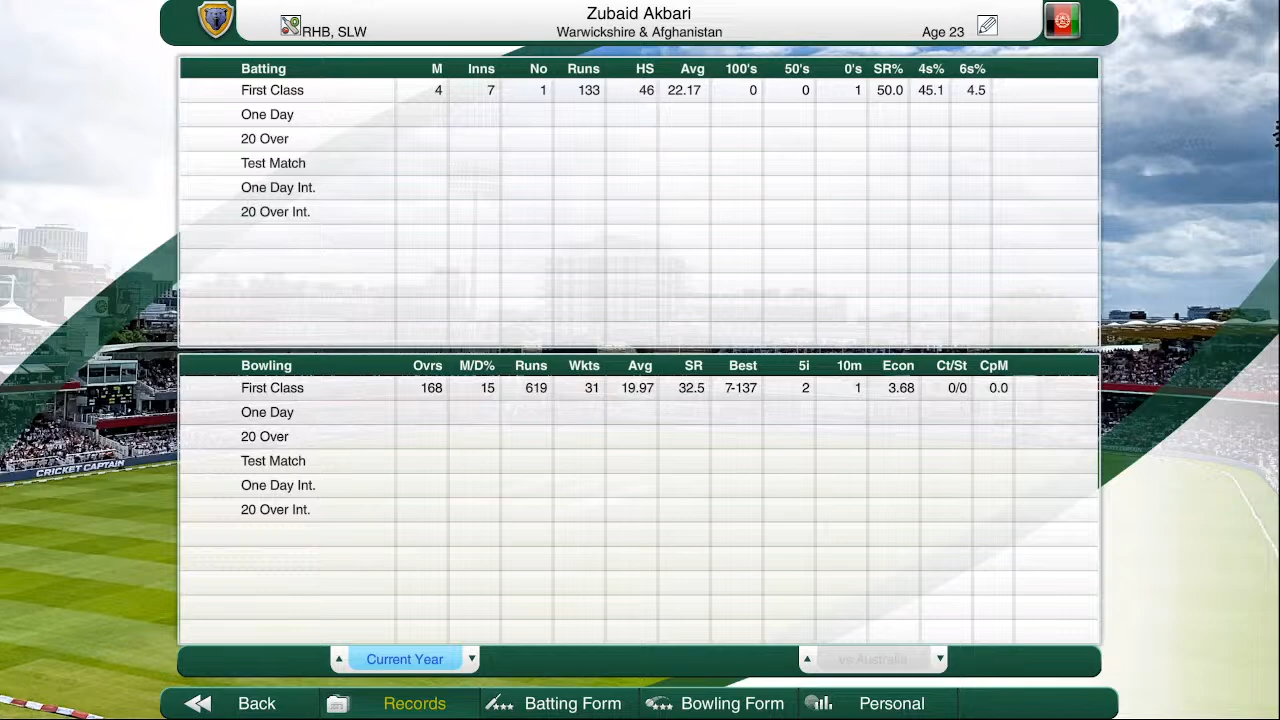 Zubaid Akbari
RHB, SLW Warwickshire & Afghanistan Age 23
Batting M Inns No Runs HS Avg 100's 50's 0's SR% 4s% 6s%
First Class 4 7 1 133 46 22.17 0 0 1 50.0 45.1 4.5
One Day
20 Over
Test Match
One Day Int.
20 Over Int.
Bowling Ovrs M/D% Runs Wkts Avg SR Best 5i 10m Econ Ct/St CpM
First Class 168 15 619 31 19.97 32.5 7-137 2 1 3.68 0/0 0.0
One Day
20 Over
Test Match
One Day Int.
20 Over Int.
CRICKET CAPTAIN
Current Year vs Australia
Back Records Batting Form Bowling Form Personal